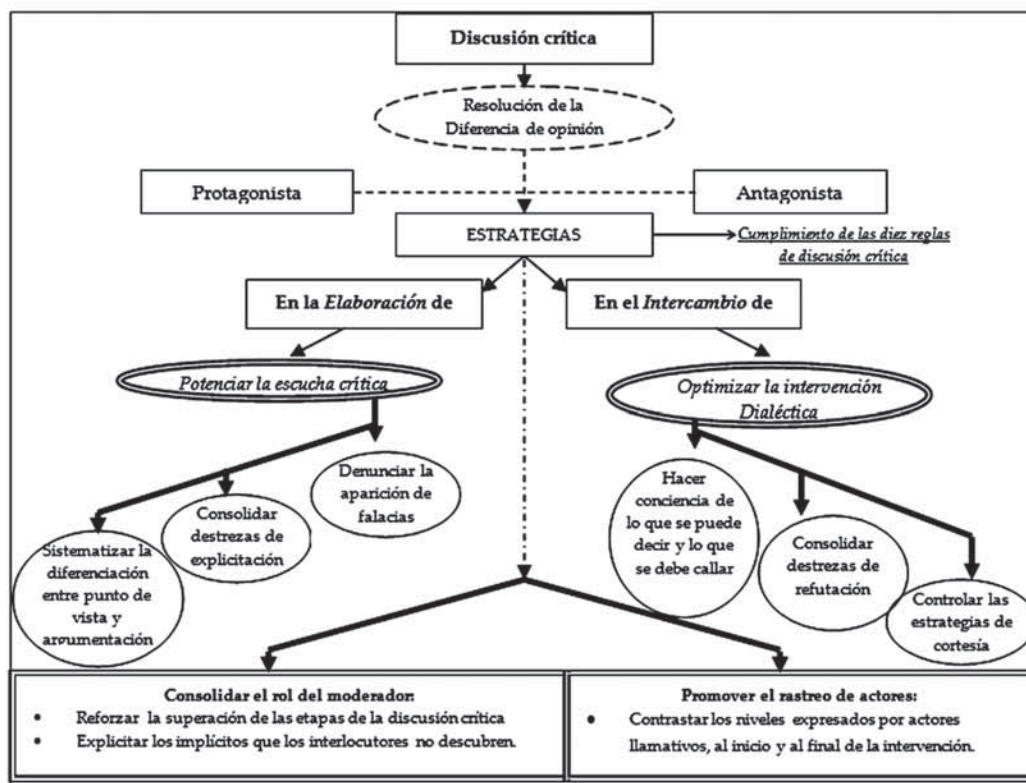 Discusión crítica
Resolución de la
Diferencia de opinión
Protagonista
Antagonista
ESTRATEGIAS
Cumplimiento de las diez reglas
de discusión crítica
En la Elaboración de
En el Intercambio de
Potenciar la escucha crítica
Optimizar la intervención
Dialéctica
Denunciar la
aparición de
falacias
Consolidar
destrezas de
explicitación
Sistematizar la
diferenciación
entre punto de
vista y
argumentación
Hacer
conciencia de
lo que se puede
decir y lo que
se debe callar
Consolidar
destrezas de
refutación
Controlar las
estrategias de
cortesía
Consolidar el rol del moderador:
• Reforzar la superación de las etapas de la discusión crítica
• Explicitar los implícitos que los interlocutores no descubren.
Promover el rastreo de actores:
• Contrastar los niveles expresados por actores
llamativos, al inicio y al final de la intervención.